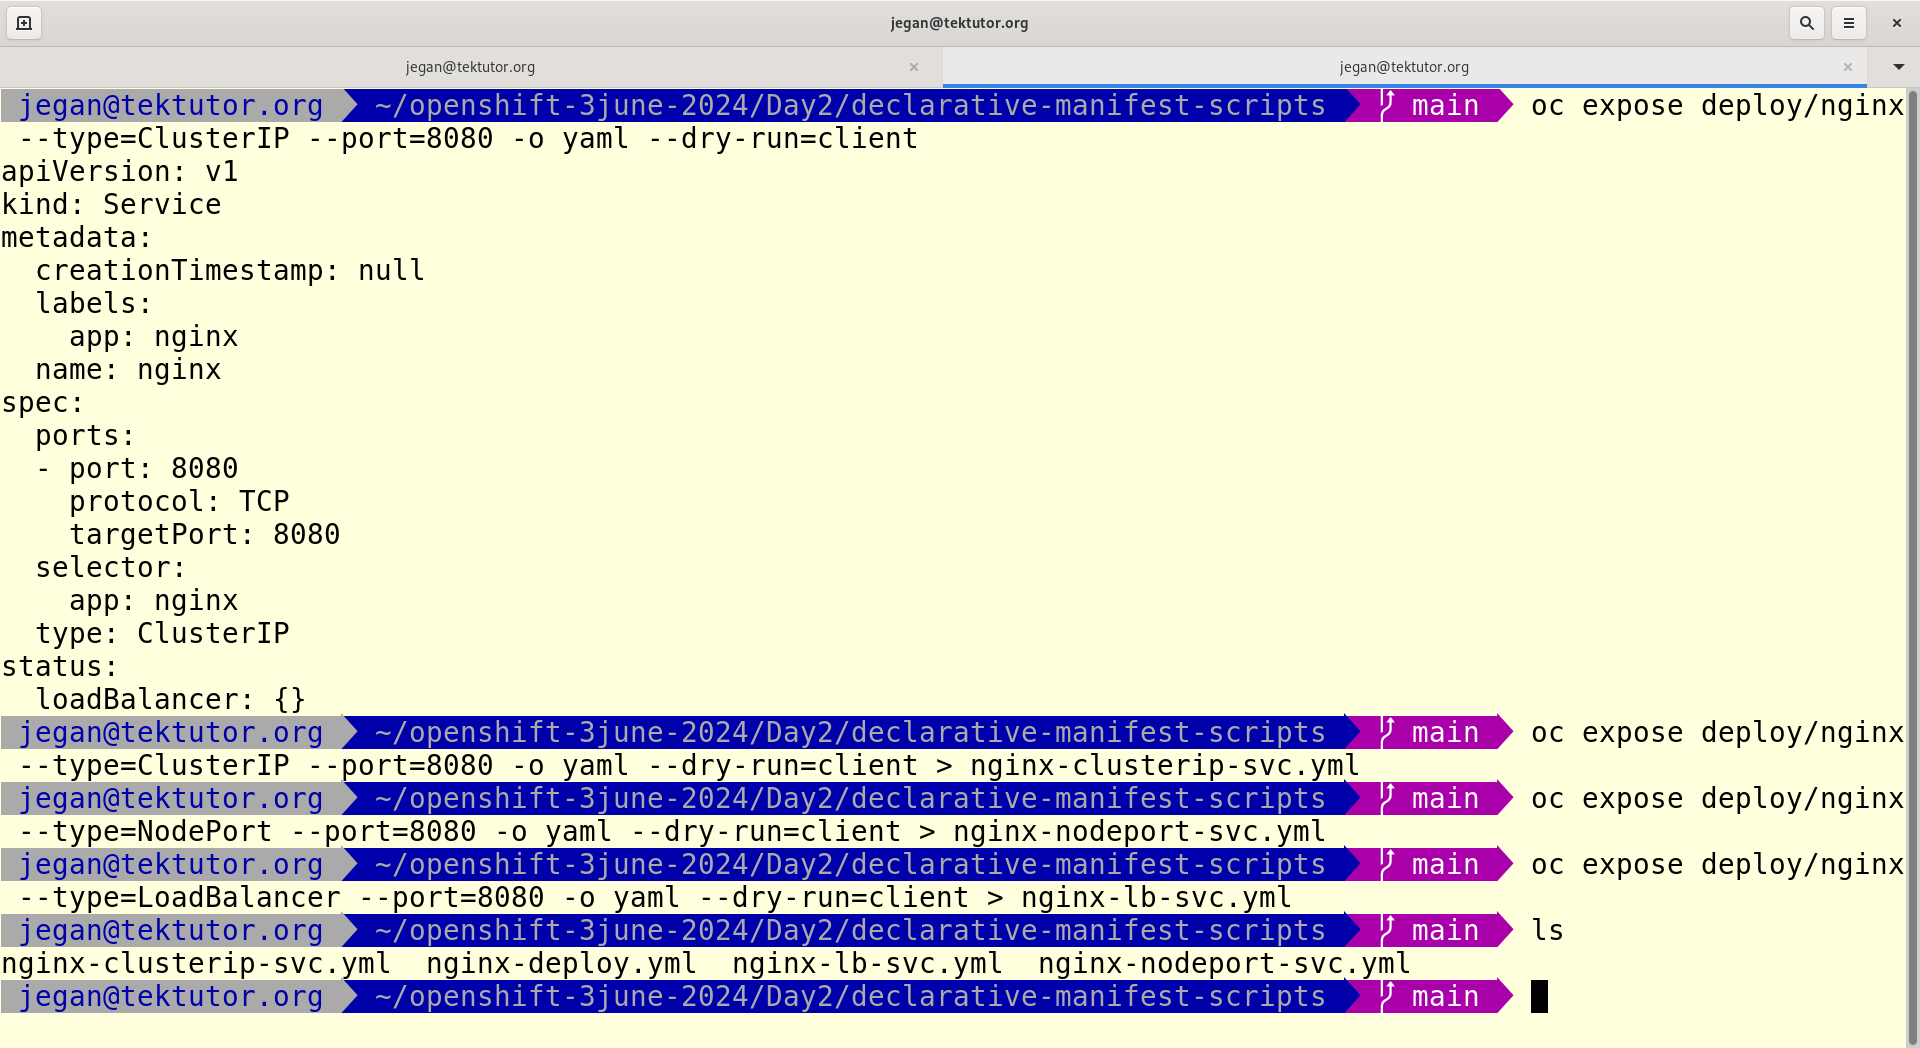 jegan@tektutor.org
jegan@tektutor.org jegan@tektutor.org
jegan@tektutor.org ~/openshift-3june-2024/Day2/declarative-manifest-scripts main oc expose deploy/nginx
--type=ClusterIP --port=8080 -o yaml --dry-run=client
apiVersion: v1
kind: Service
metadata:
  creationTimestamp: null
  labels:
    app: nginx
  name: nginx
spec:
  ports:
  - port: 8080
    protocol: TCP
    targetPort: 8080
  selector:
    app: nginx
  type: ClusterIP
status:
  loadBalancer: {}
jegan@tektutor.org ~/openshift-3june-2024/Day2/declarative-manifest-scripts main oc expose deploy/nginx
--type=ClusterIP --port=8080 -o yaml --dry-run=client > nginx-clusterip-svc.yml
jegan@tektutor.org ~/openshift-3june-2024/Day2/declarative-manifest-scripts main oc expose deploy/nginx
--type=NodePort --port=8080 -o yaml --dry-run=client > nginx-nodeport-svc.yml
jegan@tektutor.org ~/openshift-3june-2024/Day2/declarative-manifest-scripts main oc expose deploy/nginx
--type=LoadBalancer --port=8080 -o yaml --dry-run=client > nginx-lb-svc.yml
jegan@tektutor.org ~/openshift-3june-2024/Day2/declarative-manifest-scripts main ls
nginx-clusterip-svc.yml  nginx-deploy.yml  nginx-lb-svc.yml  nginx-nodeport-svc.yml
jegan@tektutor.org ~/openshift-3june-2024/Day2/declarative-manifest-scripts main